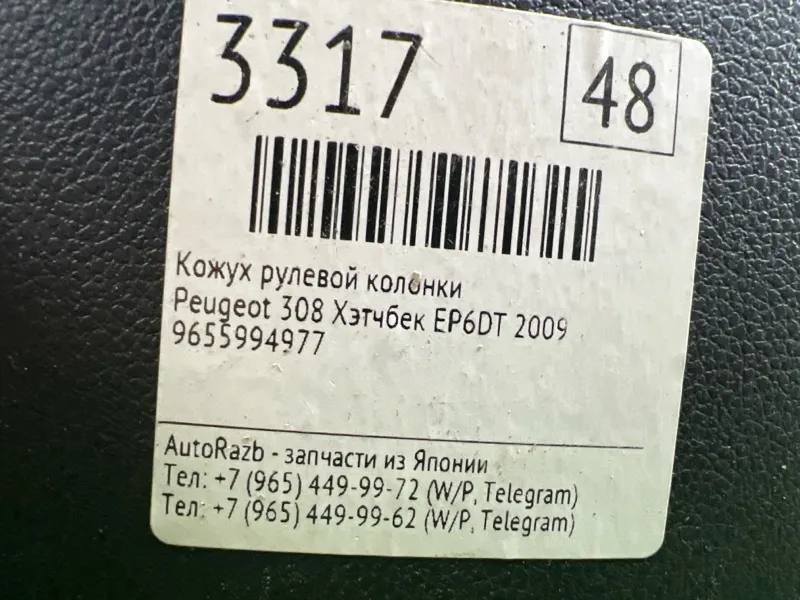 3317
48
Кожух рулевой колонки
Peugeot 308 Хэтчбек EP6DT 2009
9655994977
AutoRazb - запчасти из Японии
Тел: +7 (965) 449-99-72 (W/P, Telegram)
Тел: +7 (965) 449-99-62 (W/P, Telegram)